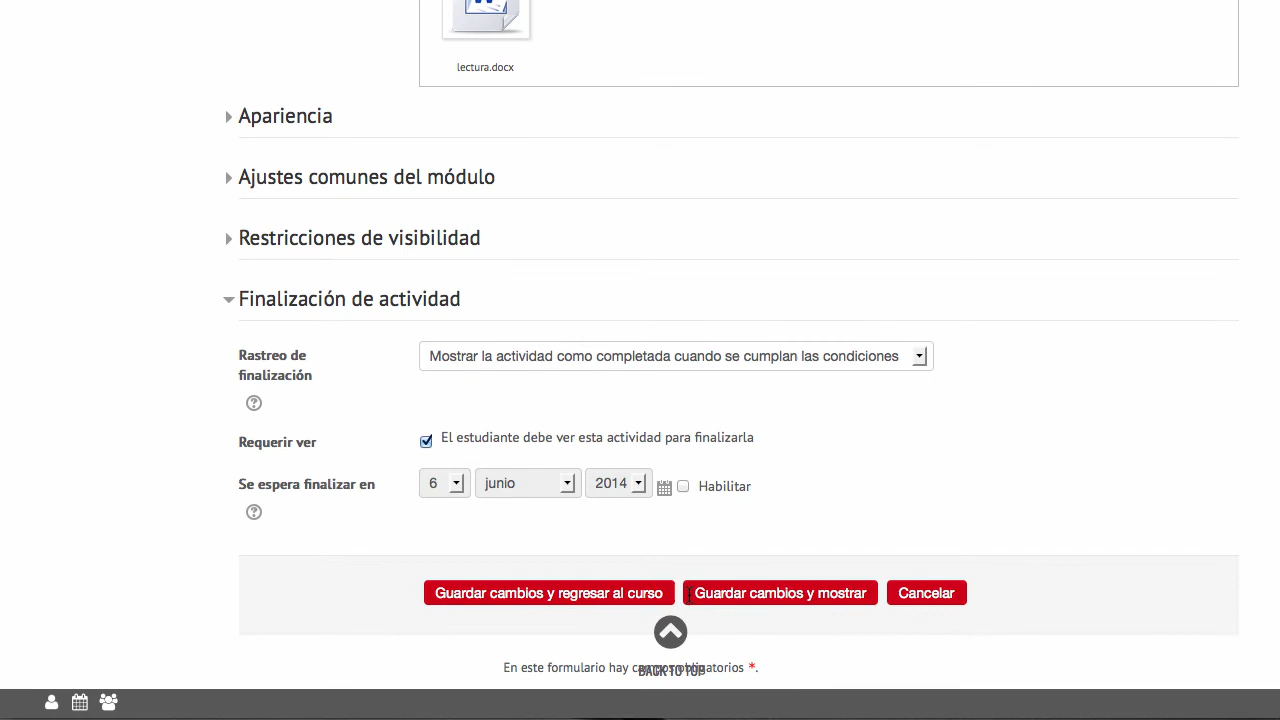 lectura.docx
Apariencia
Ajustes comunes del módulo
Restricciones de visibilidad
Finalización de actividad
Rastreo de
finalización
Mostrar la actividad como completada cuando se cumplan las condiciones
Requerir ver
El estudiante debe ver esta actividad para finalizarla
Se espera finalizar en
6 junio 2014 Habilitar
Guardar cambios y regresar al curso Guardar cambios y mostrar Cancelar
En este formulario hay campos obligatorios *.
BACK TO TOP